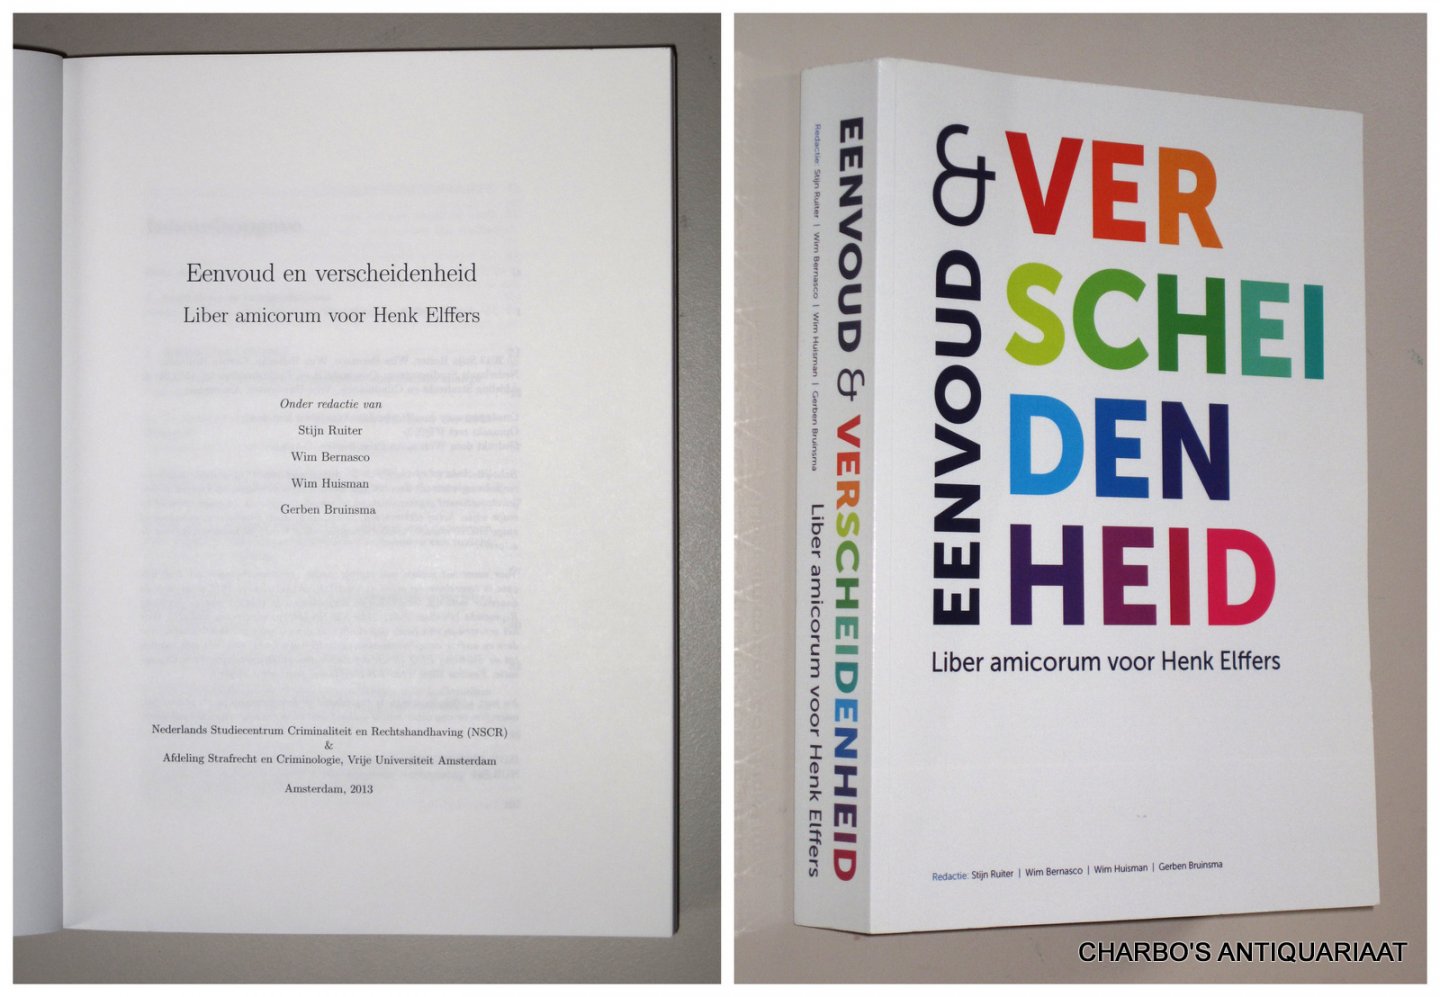 Eenvoud en verscheidenheid
Liber amicorum voor Henk Elffers
Onder redactie van
Stijn Ruiter
Wim Bernasco
Wim Huisman
Gerben Bruinsma
Nederlands Studiecentrum Criminaliteit en Rechtshandhaving (NSCR)
&
Afdeling Strafrecht en Criminologie, Vrije Universiteit Amsterdam
Amsterdam, 2013
EENVOUD & VERSCHEIDENHEID
Redactie: Stijn Ruiter | Wim Bernasco | Wim Huisman | Gerben Bruinsma
Liber amicorum voor Henk Elffers
EENVOUD &
VER
SCHEI
DEN
HEID
Liber amicorum voor Henk Elffers
Redactie: Stijn Ruiter | Wim Bernasco | Wim Huisman | Gerben Bruinsma
CHARBO'S ANTIQUARIAAT